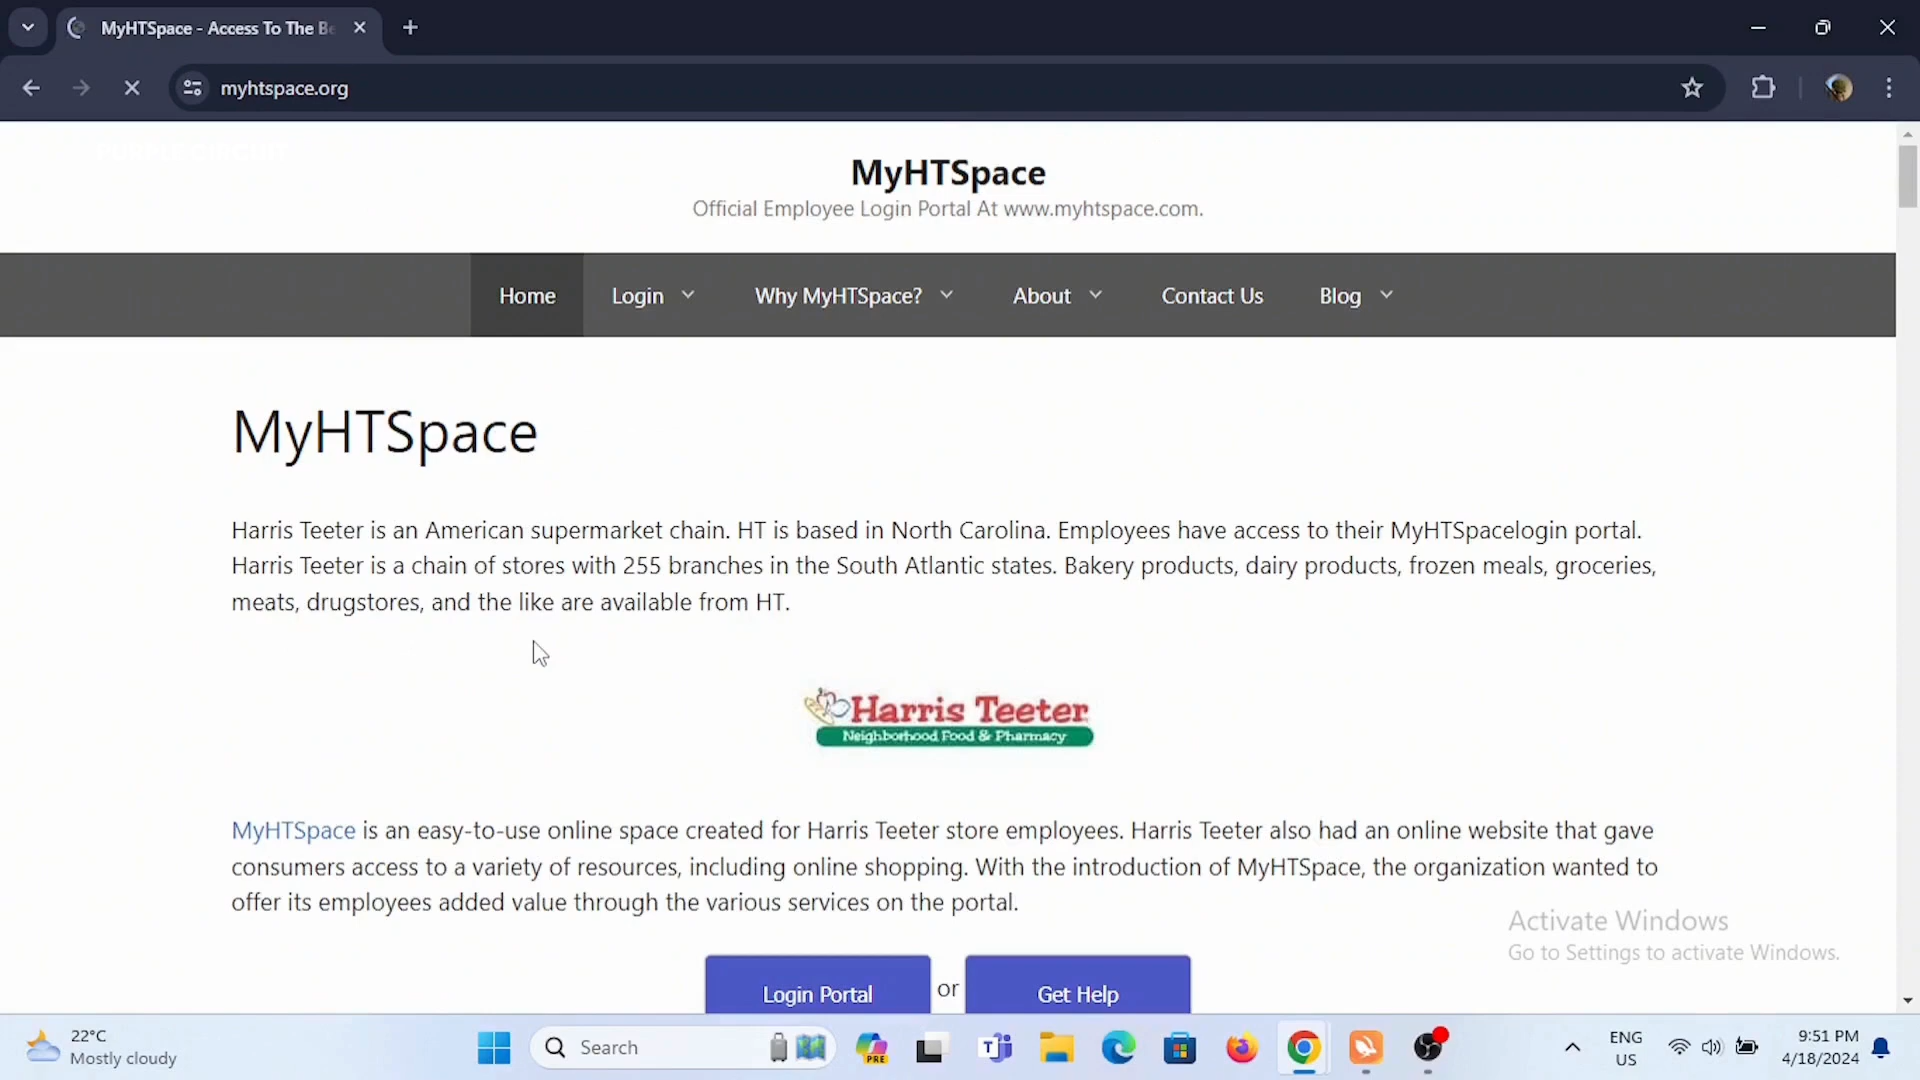 MyHTSpace - Access To The Be
myhtspace.org
MyHTSpace
Official Employee Login Portal At www.myhtspace.com.
Home Login Why MyHTSpace? About Contact Us Blog
MyHTSpace
Harris Teeter is an American supermarket chain. HT is based in North Carolina. Employees have access to their MyHTSpacelogin portal.
Harris Teeter is a chain of stores with 255 branches in the South Atlantic states. Bakery products, dairy products, frozen meals, groceries,
meats, drugstores, and the like are available from HT.
Harris Teeter
Neighborhood Food & Pharmacy
MyHTSpace is an easy-to-use online space created for Harris Teeter store employees. Harris Teeter also had an online website that gave
consumers access to a variety of resources, including online shopping. With the introduction of MyHTSpace, the organization wanted to
offer its employees added value through the various services on the portal.
Activate Windows
Go to Settings to activate Windows.
Login Portal or Get Help
22°C
Mostly cloudy
Search
PRE
ENG
US
9:51 PM
4/18/2024